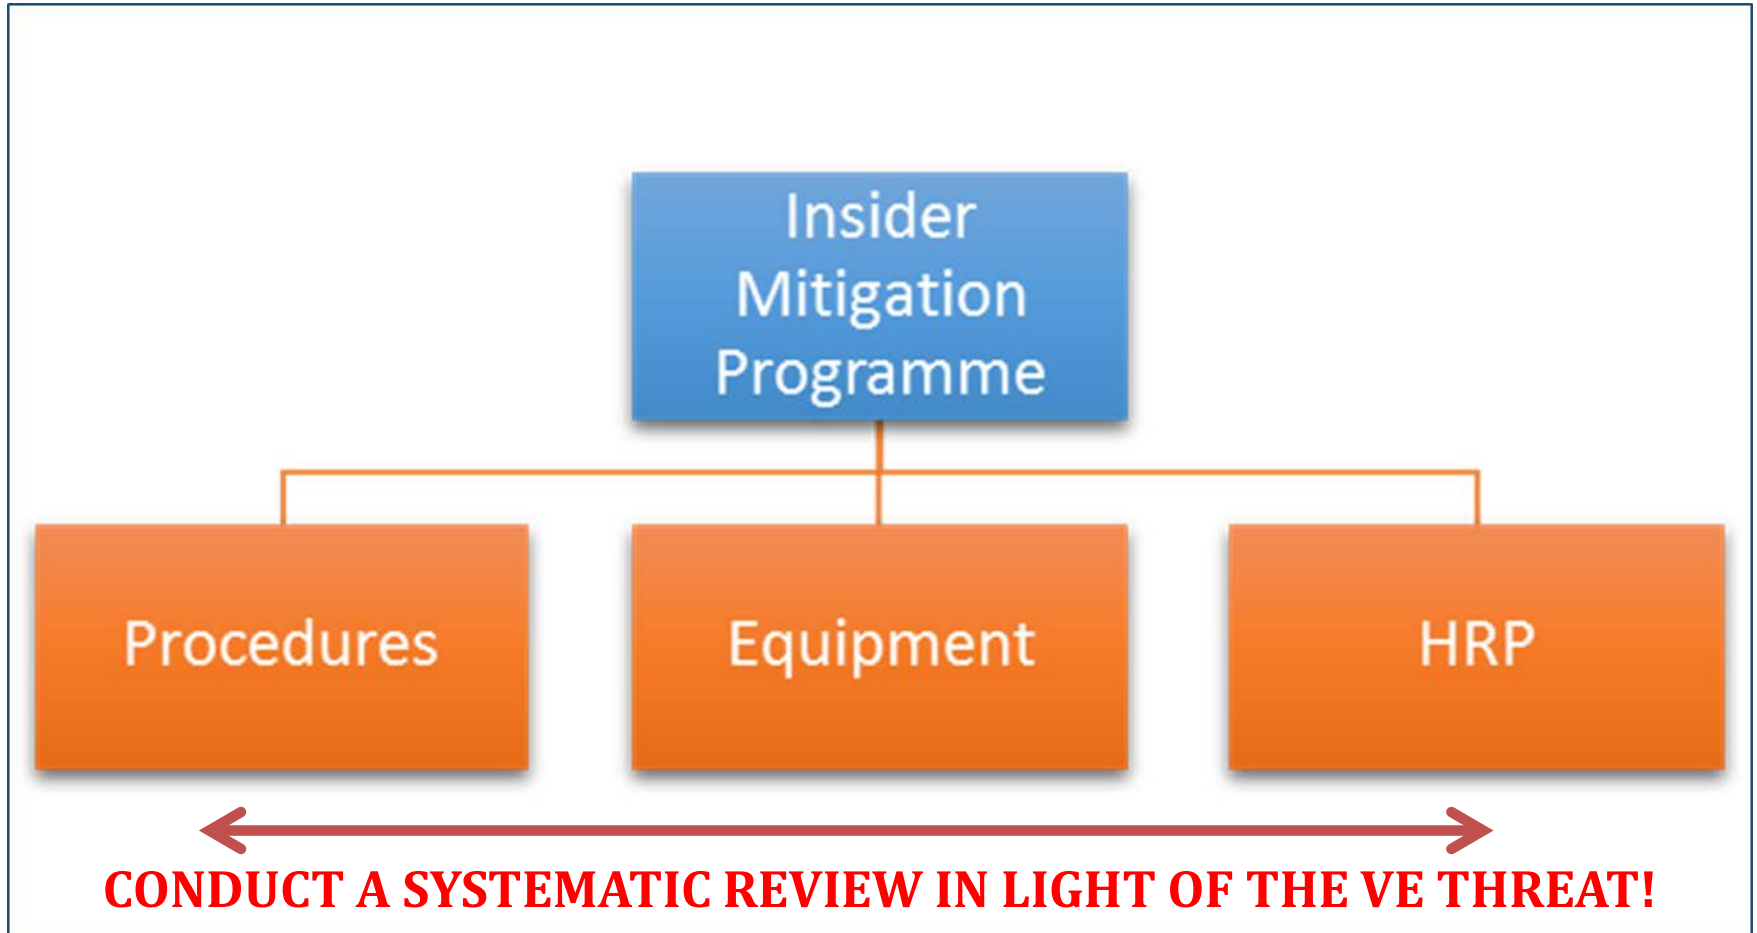 Insider
Mitigation
Programme
Procedures
Equipment
HRP
CONDUCT A SYSTEMATIC REVIEW IN LIGHT OF THE VE THREAT!